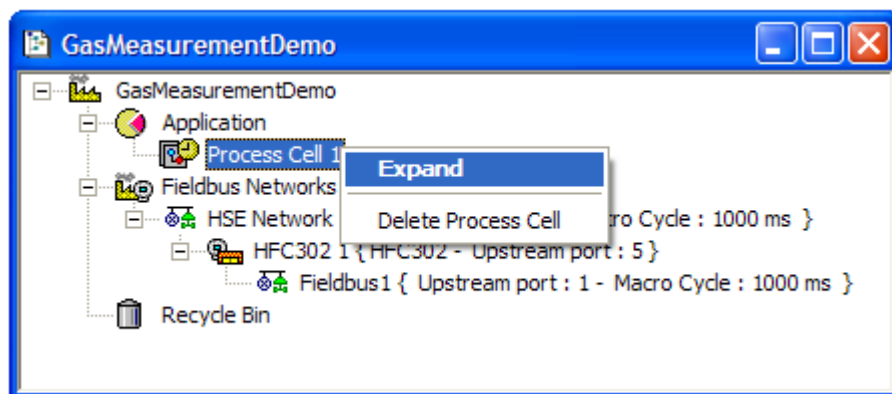 GasMeasurementDemo
GasMeasurementDemo
Application
Process Cell 1
Expand
Fieldbus Networks
Delete Process Cell
HSE Network ro Cycle : 1000 ms }
HFC302 1 { HFC302 - Upstream port : 5 }
Fieldbus1 { Upstream port : 1 - Macro Cycle : 1000 ms }
Recycle Bin